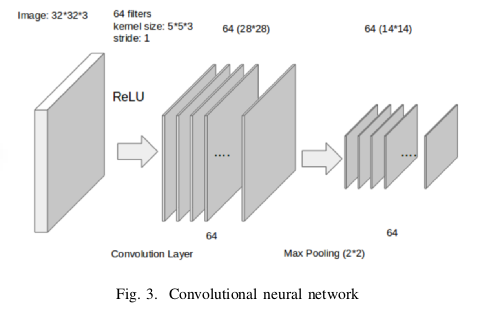 Image: 32*32*3
64 filters
kernel size: 5*5*3
stride: 1
64 (28*28)
64 (14*14)
ReLU
....
....
64
64
Convolution Layer
Max Pooling (2*2)
Fig. 3. Convolutional neural network